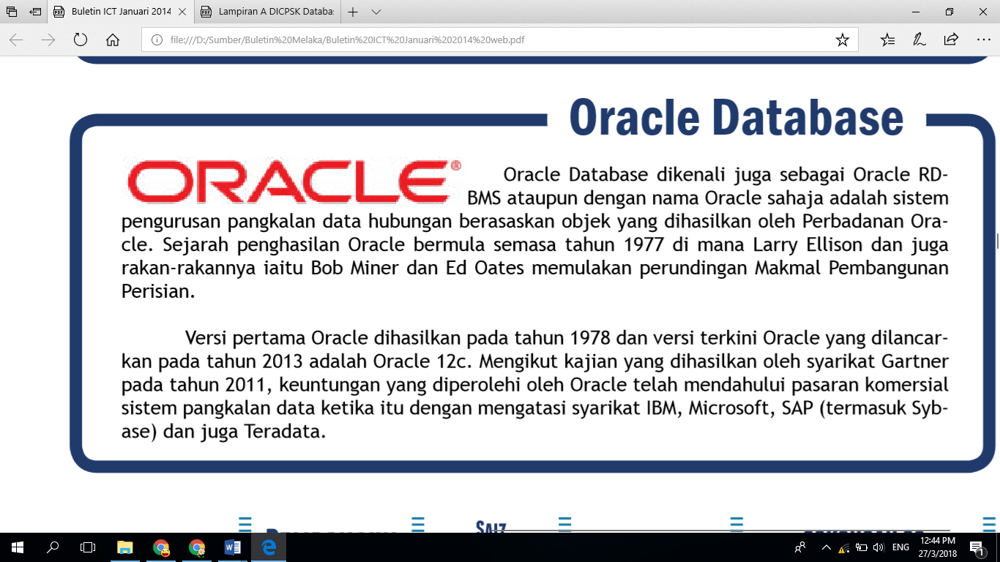 Buletin ICT Januari 2014
Lampiran A DICPSK Databa
file:///D:/Sumber/Buletin%20Melaka/Buletin%20ICT%20Januari%202014%20web.pdf
Oracle Database
ORACLE®
Oracle Database dikenali juga sebagai Oracle RD-
BMS ataupun dengan nama Oracle sahaja adalah sistem
pengurusan pangkalan data hubungan berasaskan objek yang dihasilkan oleh Perbadanan Ora-
cle. Sejarah penghasilan Oracle bermula semasa tahun 1977 di mana Larry Ellison dan juga
rakan-rakannya iaitu Bob Miner dan Ed Oates memulakan perundingan Makmal Pembangunan
Perisian.
Versi pertama Oracle dihasilkan pada tahun 1978 dan versi terkini Oracle yang dilancar-
kan pada tahun 2013 adalah Oracle 12c. Mengikut kajian yang dihasilkan oleh syarikat Gartner
pada tahun 2011, keuntungan yang diperolehi oleh Oracle telah mendahului pasaran komersial
sistem pangkalan data ketika itu dengan mengatasi syarikat IBM, Microsoft, SAP (termasuk Syb-
ase) dan juga Teradata.
Saiz
ENG
12:44 PM
27/3/2018
1